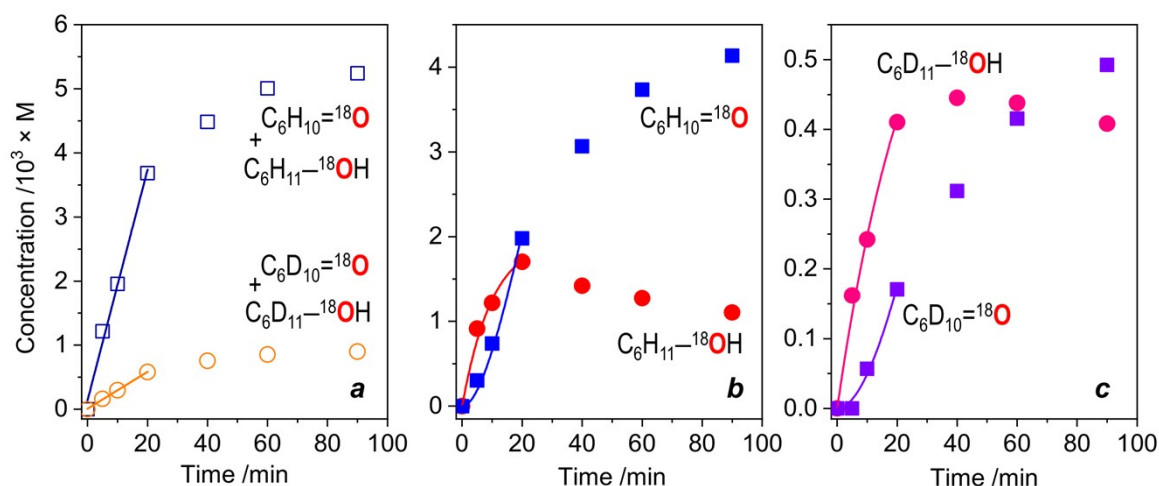 6
5
4
3
2
1
0
Concentration /10³ × M
C₆H₁₀=¹⁸O
+
C₆H₁₁–¹⁸OH
C₆D₁₀=¹⁸O
+
C₆D₁₁–¹⁸OH
a
0 20 40 60 80 100
Time /min
4
2
0
C₆H₁₀=¹⁸O
C₆H₁₁–¹⁸OH
b
0 20 40 60 80 100
Time /min
0.5
0.4
0.3
0.2
0.1
0.0
C₆D₁₁–¹⁸OH
C₆D₁₀=¹⁸O
c
0 20 40 60 80 100
Time /min